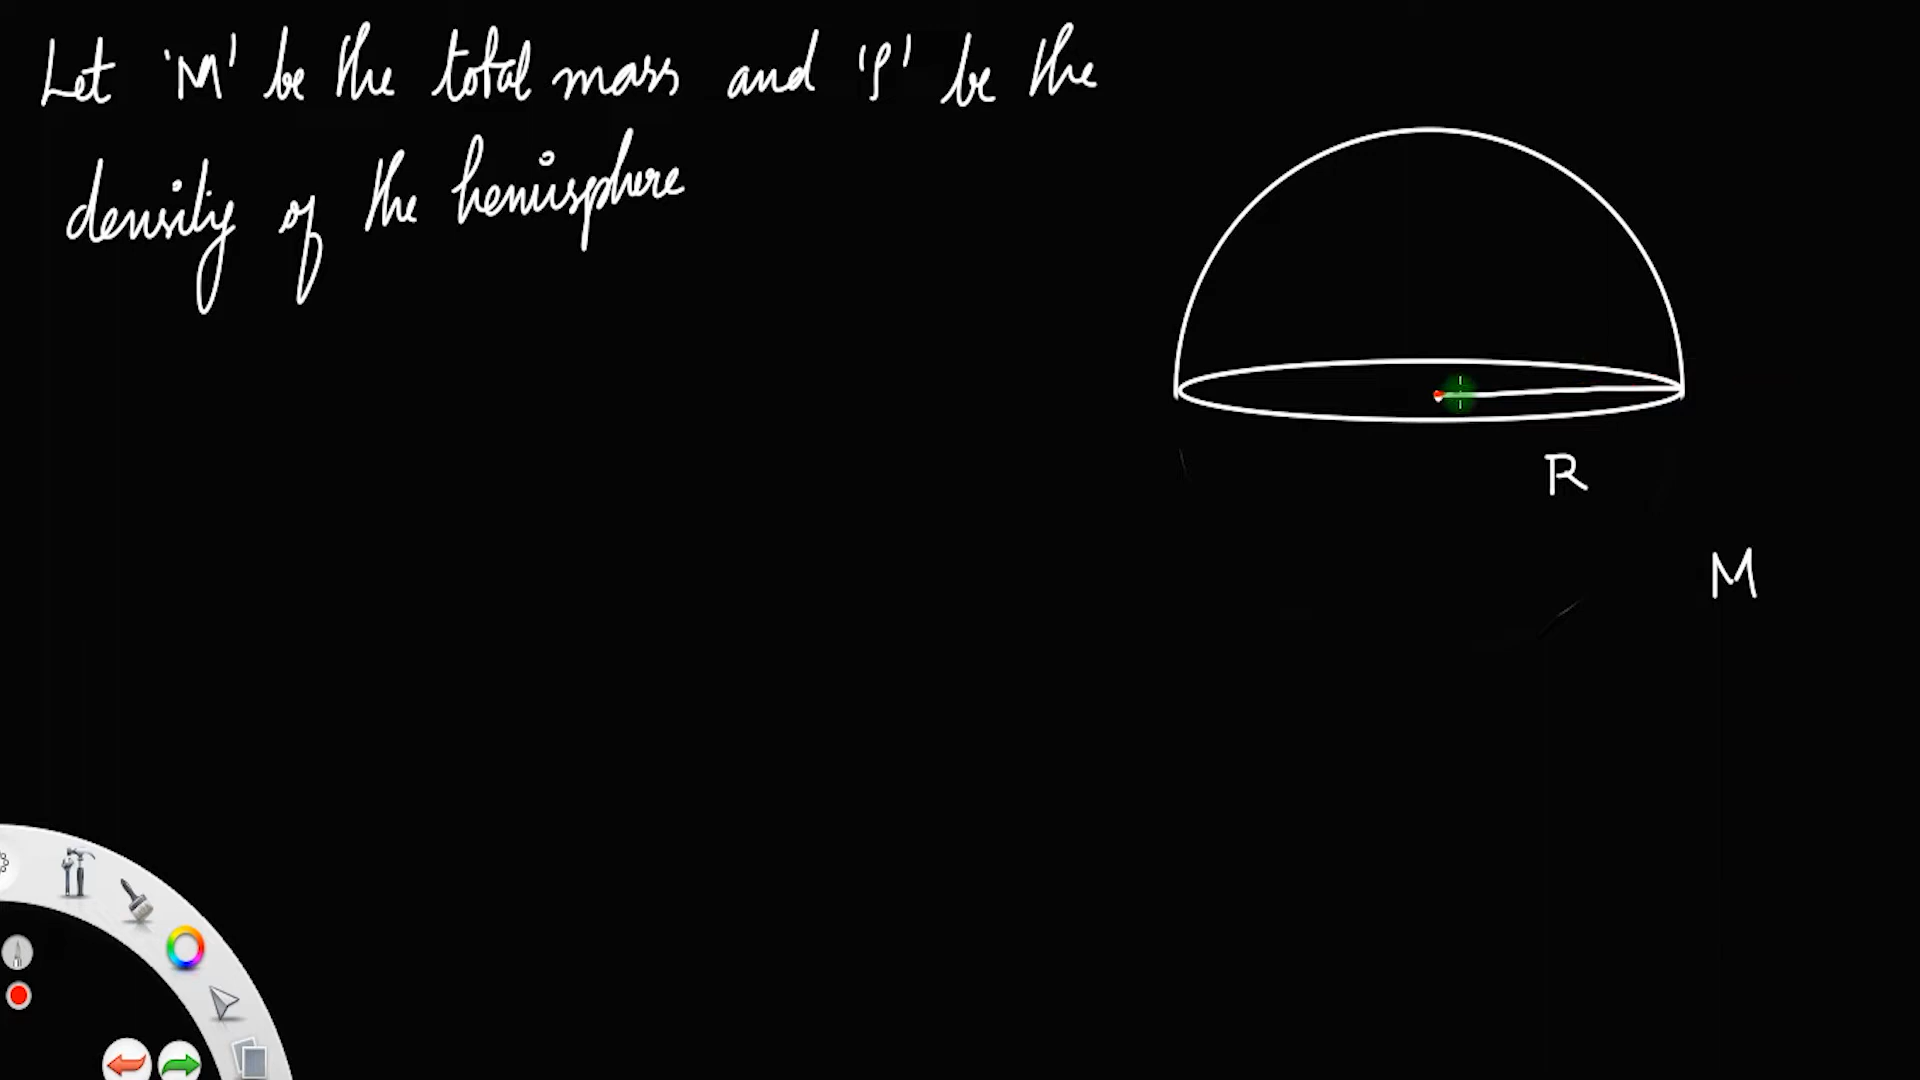 Let 'M' be the total mass and 'ρ' be the
density of the hemisphere
R
M